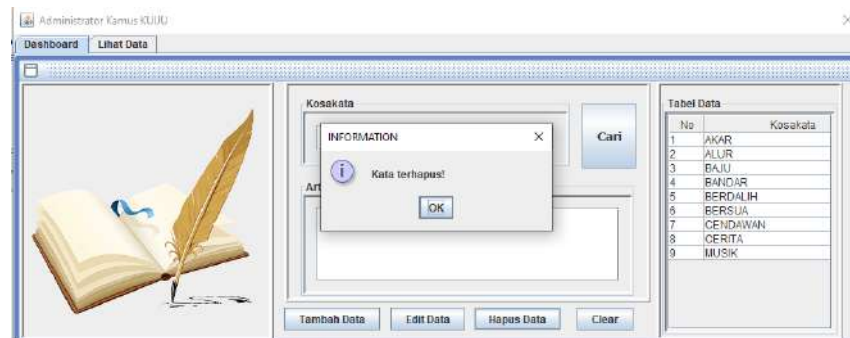 Administrator Kamus KUUU
Dashboard
Lihat Data
Kosakata
Cari
INFORMATION
Kata terhapus!
OK
Tambah Data
Edit Data
Hapus Data
Clear
Tabel Data
No Kosakata
1 AKAR
2 ALUR
3 BAJU
4 BANDAR
5 BERDALIH
6 BERSUA
7 CENDAWAN
8 CERITA
9 MUSIK